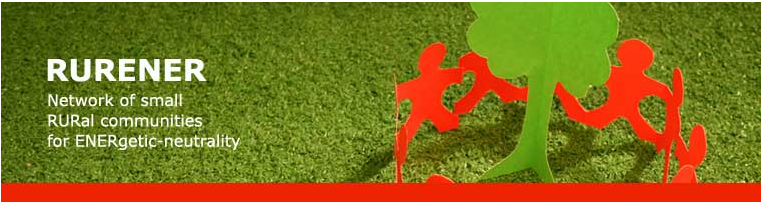 RURENER
Network of small
RURal communities
for ENERgetic-neutrality